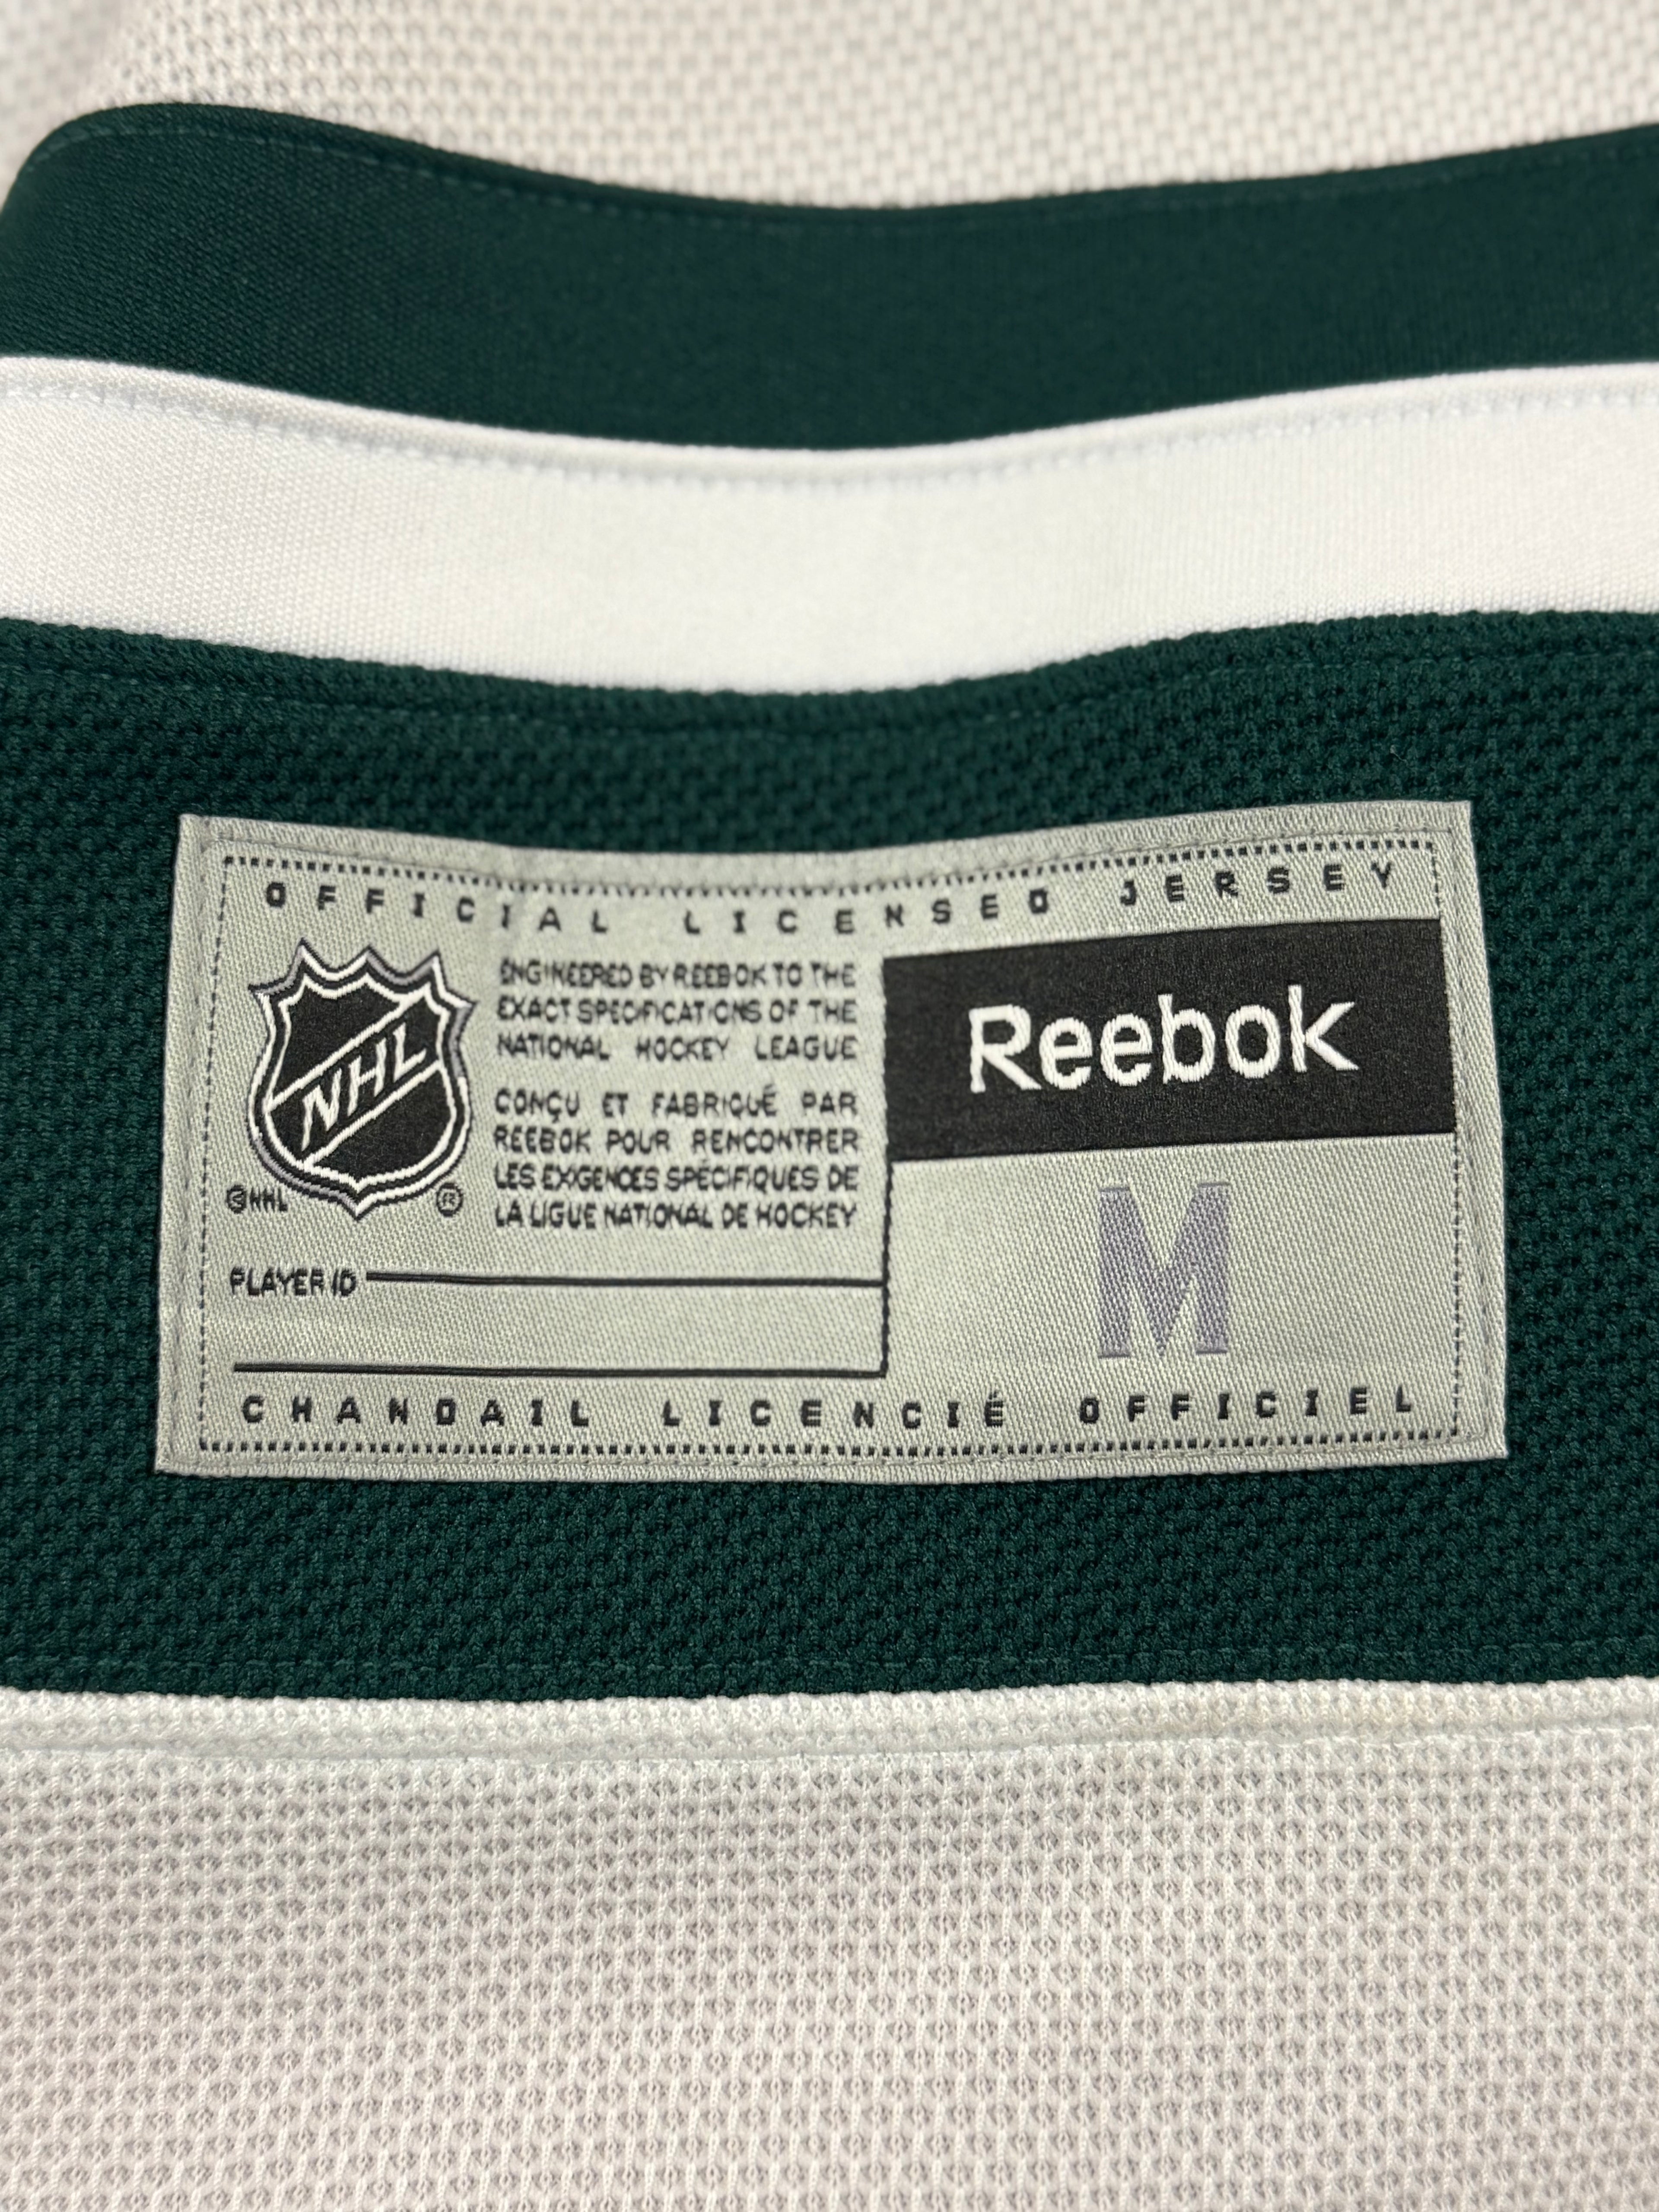 OFFICIAL LICENSED JERSEY
NHL
©NHL
®
ENGINEERED BY REEBOK TO THE
EXACT SPECIFICATIONS OF THE
NATIONAL HOCKEY LEAGUE
CONÇU ET FABRIQUÉ PAR
REEBOK POUR RENCONTRER
LES EXIGENCES SPÉCIFIQUES DE
LA LIGUE NATIONAL DE HOCKEY
Reebok
M
PLAYER ID
CHANDAIL LICENCIÉ OFFICIEL